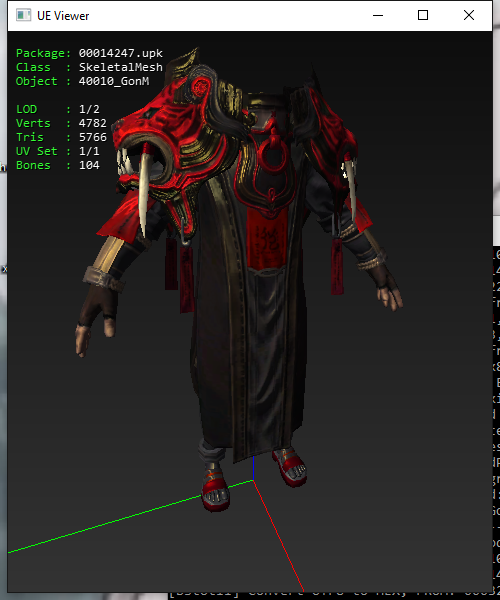 UE Viewer
Package: 00014247.upk
Class  : SkeletalMesh
Object : 40010_GonM
LOD    : 1/2
Verts  : 4782
Tris   : 5766
UV Set : 1/1
Bones  : 104